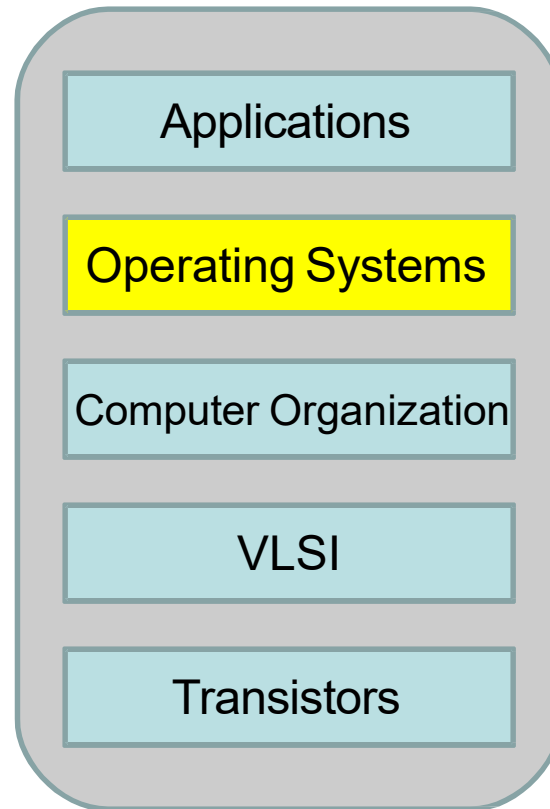 Applications
Operating Systems
Computer Organization
VLSI
Transistors